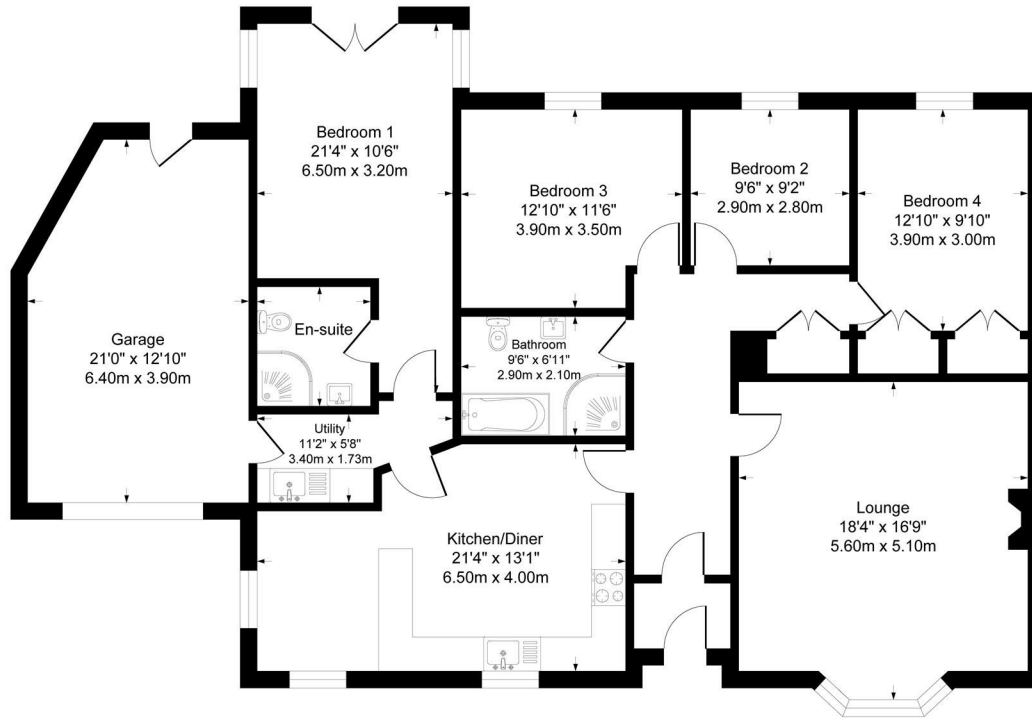 Bedroom 1
21'4" x 10'6"
6.50m x 3.20m
Bedroom 3
12'10" x 11'6"
3.90m x 3.50m
Bedroom 2
9'6" x 9'2"
2.90m x 2.80m
Bedroom 4
12'10" x 9'10"
3.90m x 3.00m
Garage
21'0" x 12'10"
6.40m x 3.90m
En-suite
Bathroom
9'6" x 6'11"
2.90m x 2.10m
Utility
11'2" x 5'8"
3.40m x 1.73m
Kitchen/Diner
21'4" x 13'1"
6.50m x 4.00m
Lounge
18'4" x 16'9"
5.60m x 5.10m